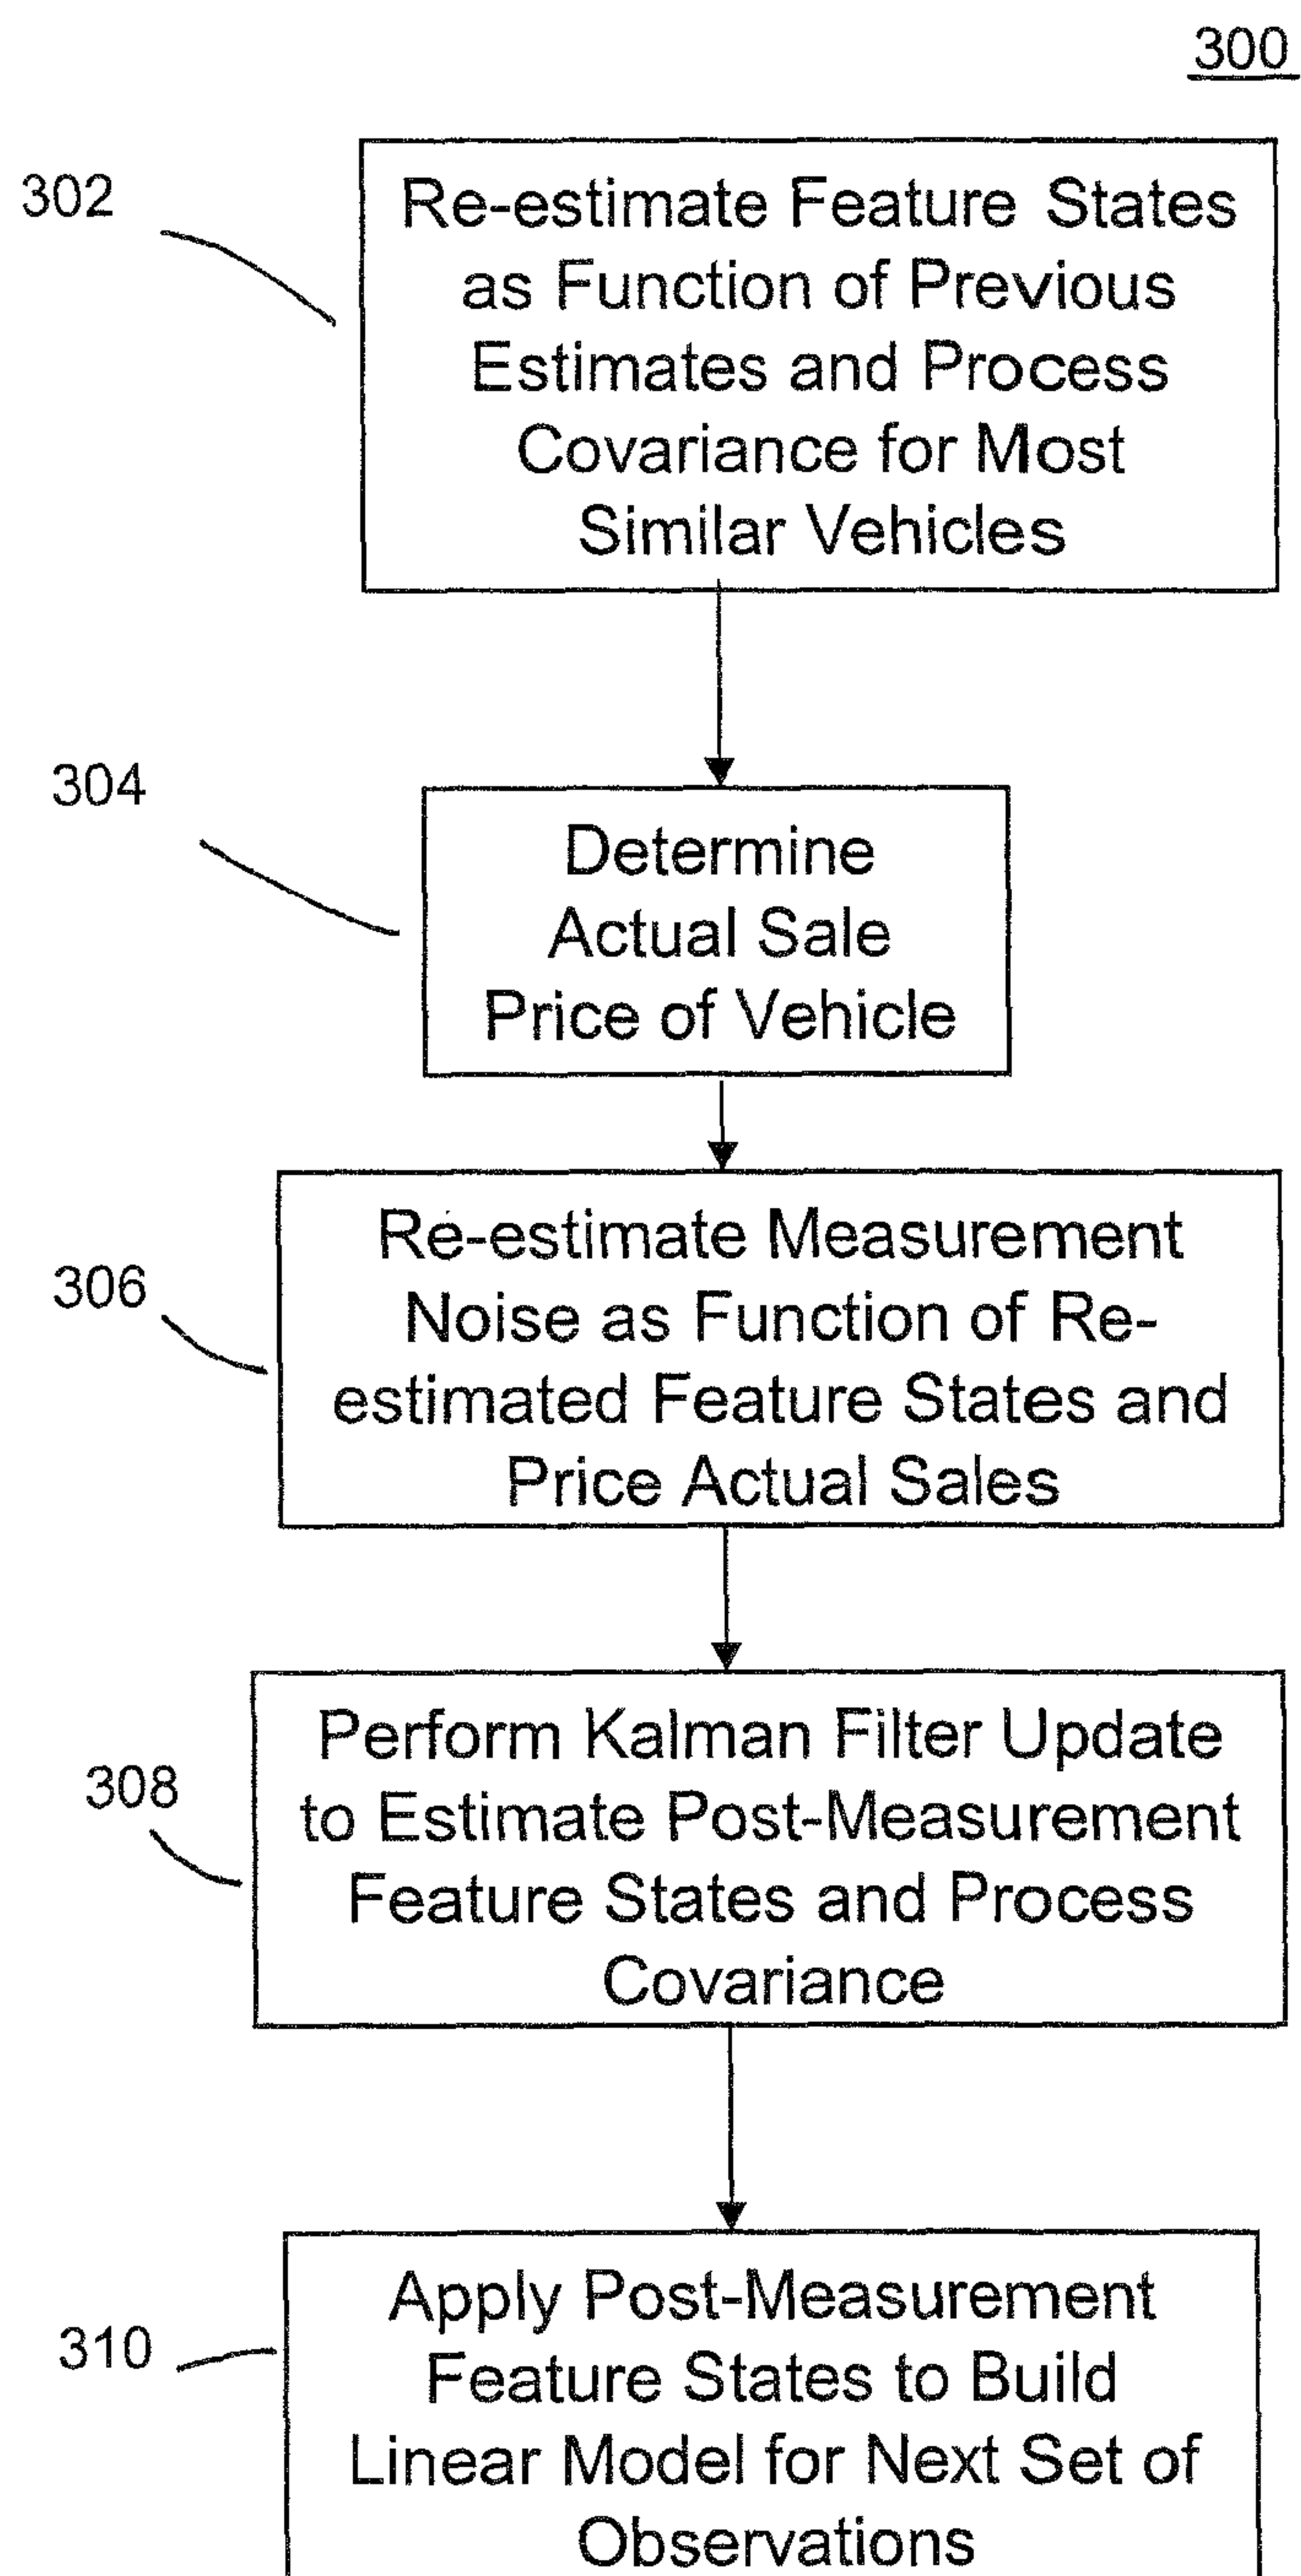 300
302
Re-estimate Feature States
as Function of Previous
Estimates and Process
Covariance for Most
Similar Vehicles
304
Determine
Actual Sale
Price of Vehicle
306
Re-estimate Measurement
Noise as Function of Re-
estimated Feature States and
Price Actual Sales
308
Perform Kalman Filter Update
to Estimate Post-Measurement
Feature States and Process
Covariance
310
Apply Post-Measurement
Feature States to Build
Linear Model for Next Set of
Observations